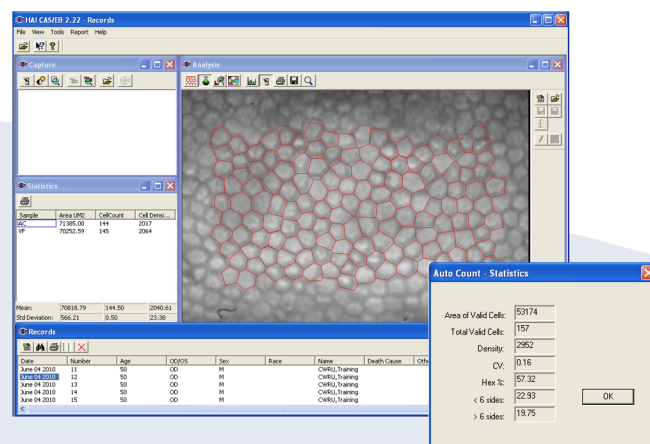 HAI CAS/EB 2.22 - Records
File View Tools Report Help
Capture
Analysis
Statistics
Sample Area UM2 CellCount Cell Densi...
AC 71385.00 144 2017
VF 70252.59 145 2064
Mean: 70818.79 144.50 2040.61
Std Deviation: 566.21 0.50 23.38
Auto Count - Statistics
Area of Valid Cells: 53174
Total Valid Cells: 157
Density: 2952
CV: 0.16
Hex %: 57.32
< 6 sides: 22.93
> 6 sides: 19.75
OK
Records
Date Number Age OD/OS Sex Race Name Death Cause Othe
June 04 2010 11 50 OD M CWRU,Training
June 04 2010 12 50 OD M CWRU,Training
June 04 2010 13 50 OD M CWRU,Training
June 04 2010 14 50 OD M CWRU,Training
June 04 2010 15 50 OD M CWRU,Training